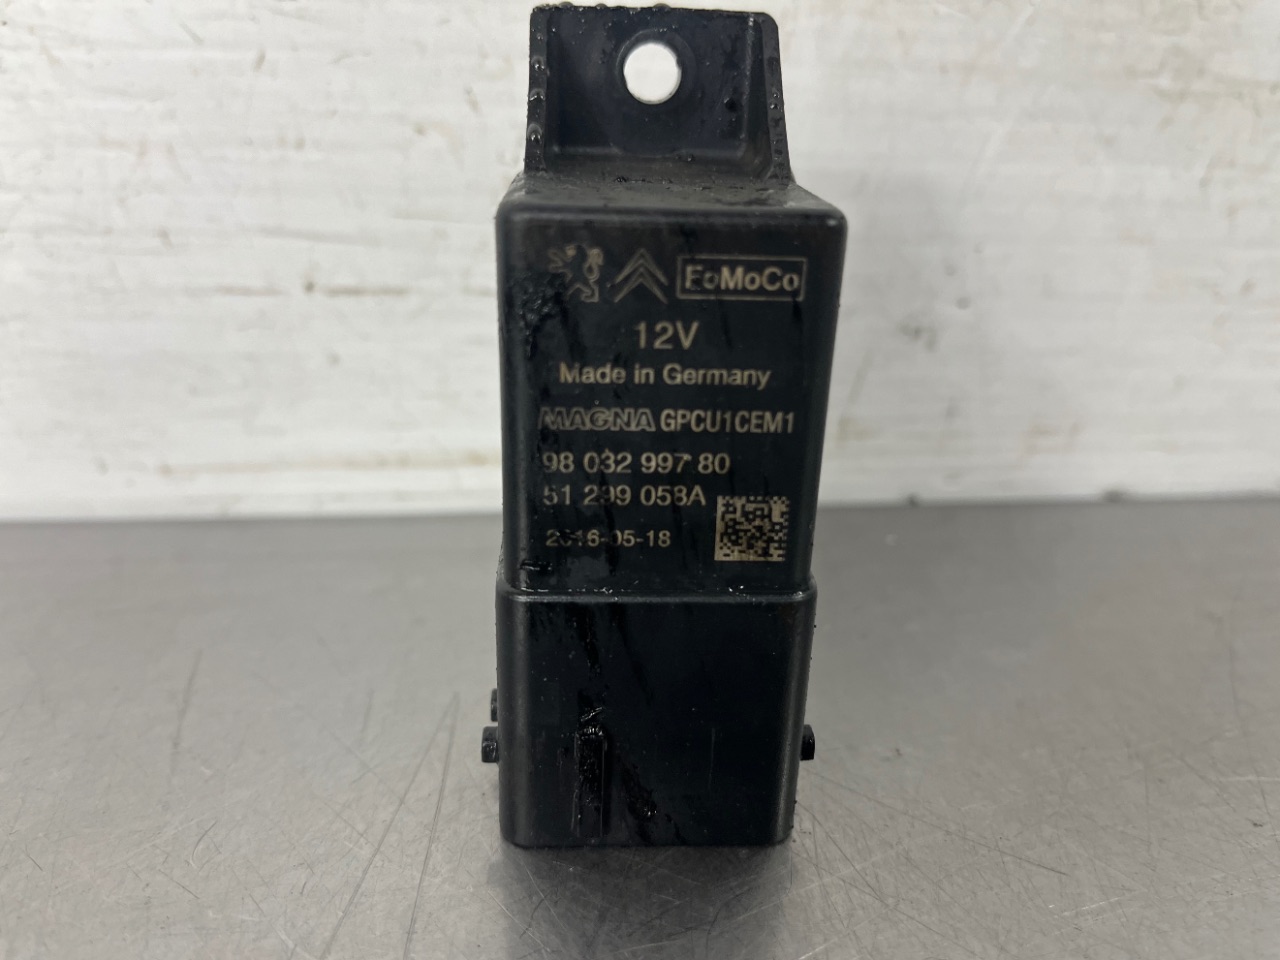 FoMoCo
12V
Made in Germany
MAGNA GPCU1CEM1
98 032 997 80
51 299 058A
2016-05-18